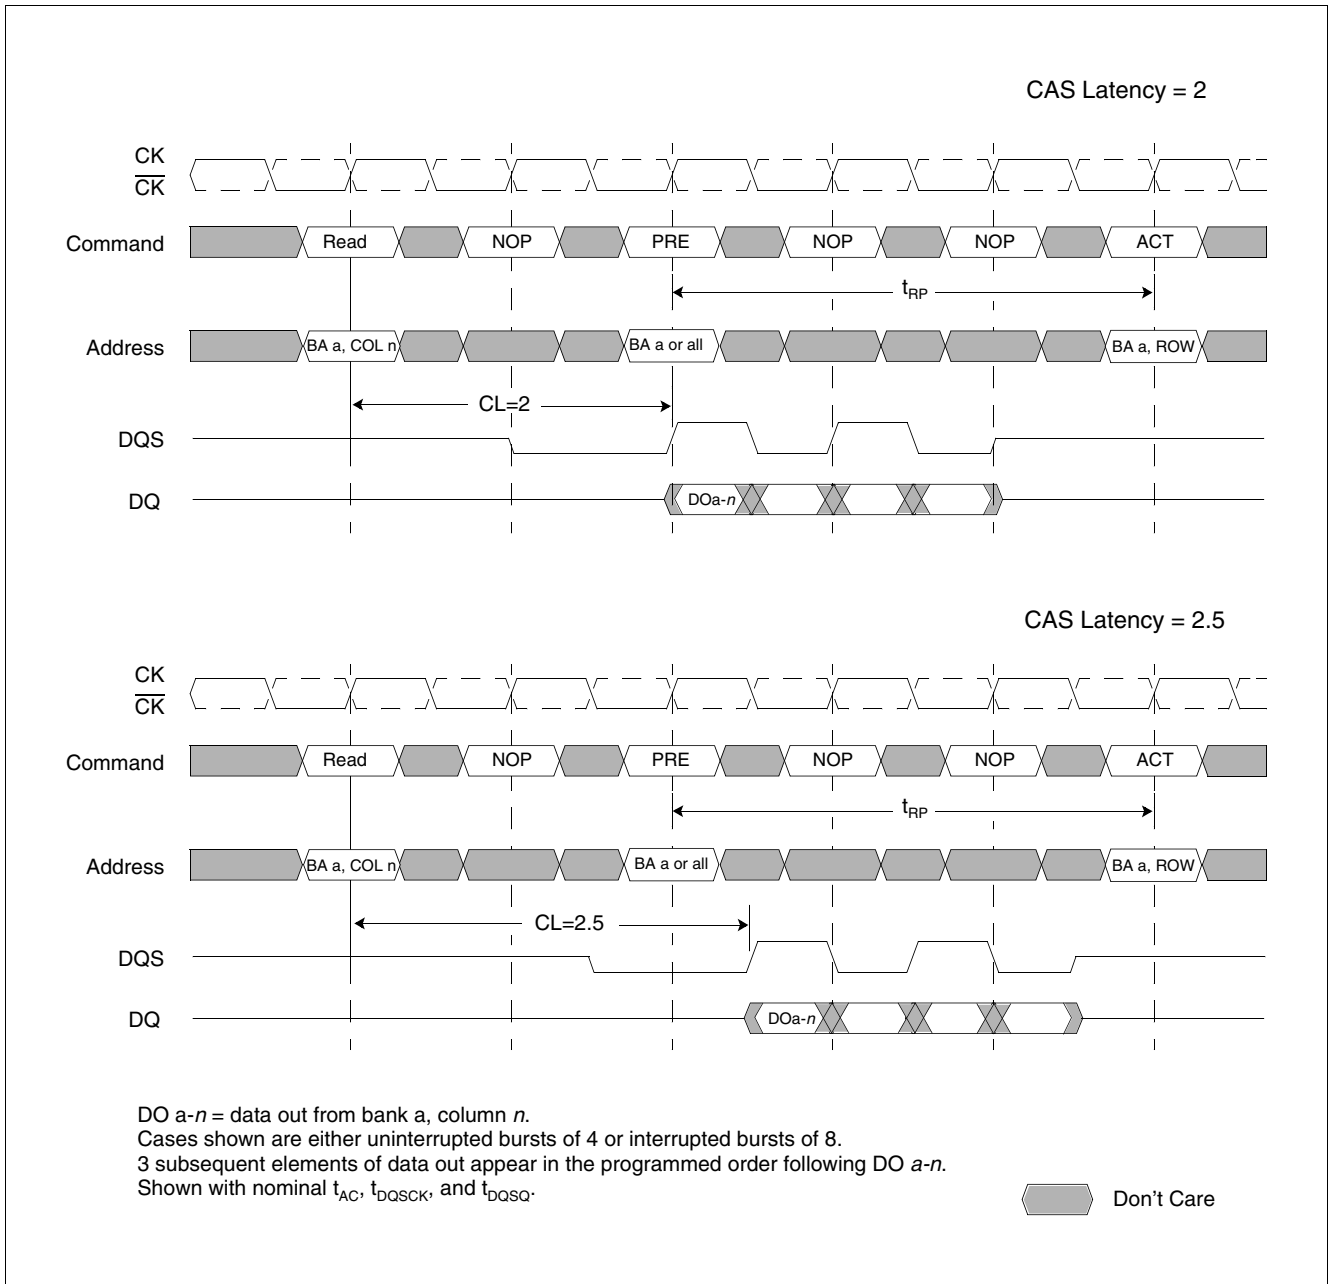 CAS Latency = 2
CK
CK
Command Read NOP PRE NOP NOP ACT
tRP
Address BA a, COL n BA a or all BA a, ROW
CL=2
DQS
DQ DOa-n
CAS Latency = 2.5
CK
CK
Command Read NOP PRE NOP NOP ACT
tRP
Address BA a, COL n BA a or all BA a, ROW
CL=2.5
DQS
DQ DOa-n
DO a-n = data out from bank a, column n.
Cases shown are either uninterrupted bursts of 4 or interrupted bursts of 8.
3 subsequent elements of data out appear in the programmed order following DO a-n.
Shown with nominal tAC, tDQSCK, and tDQSQ.
Don't Care